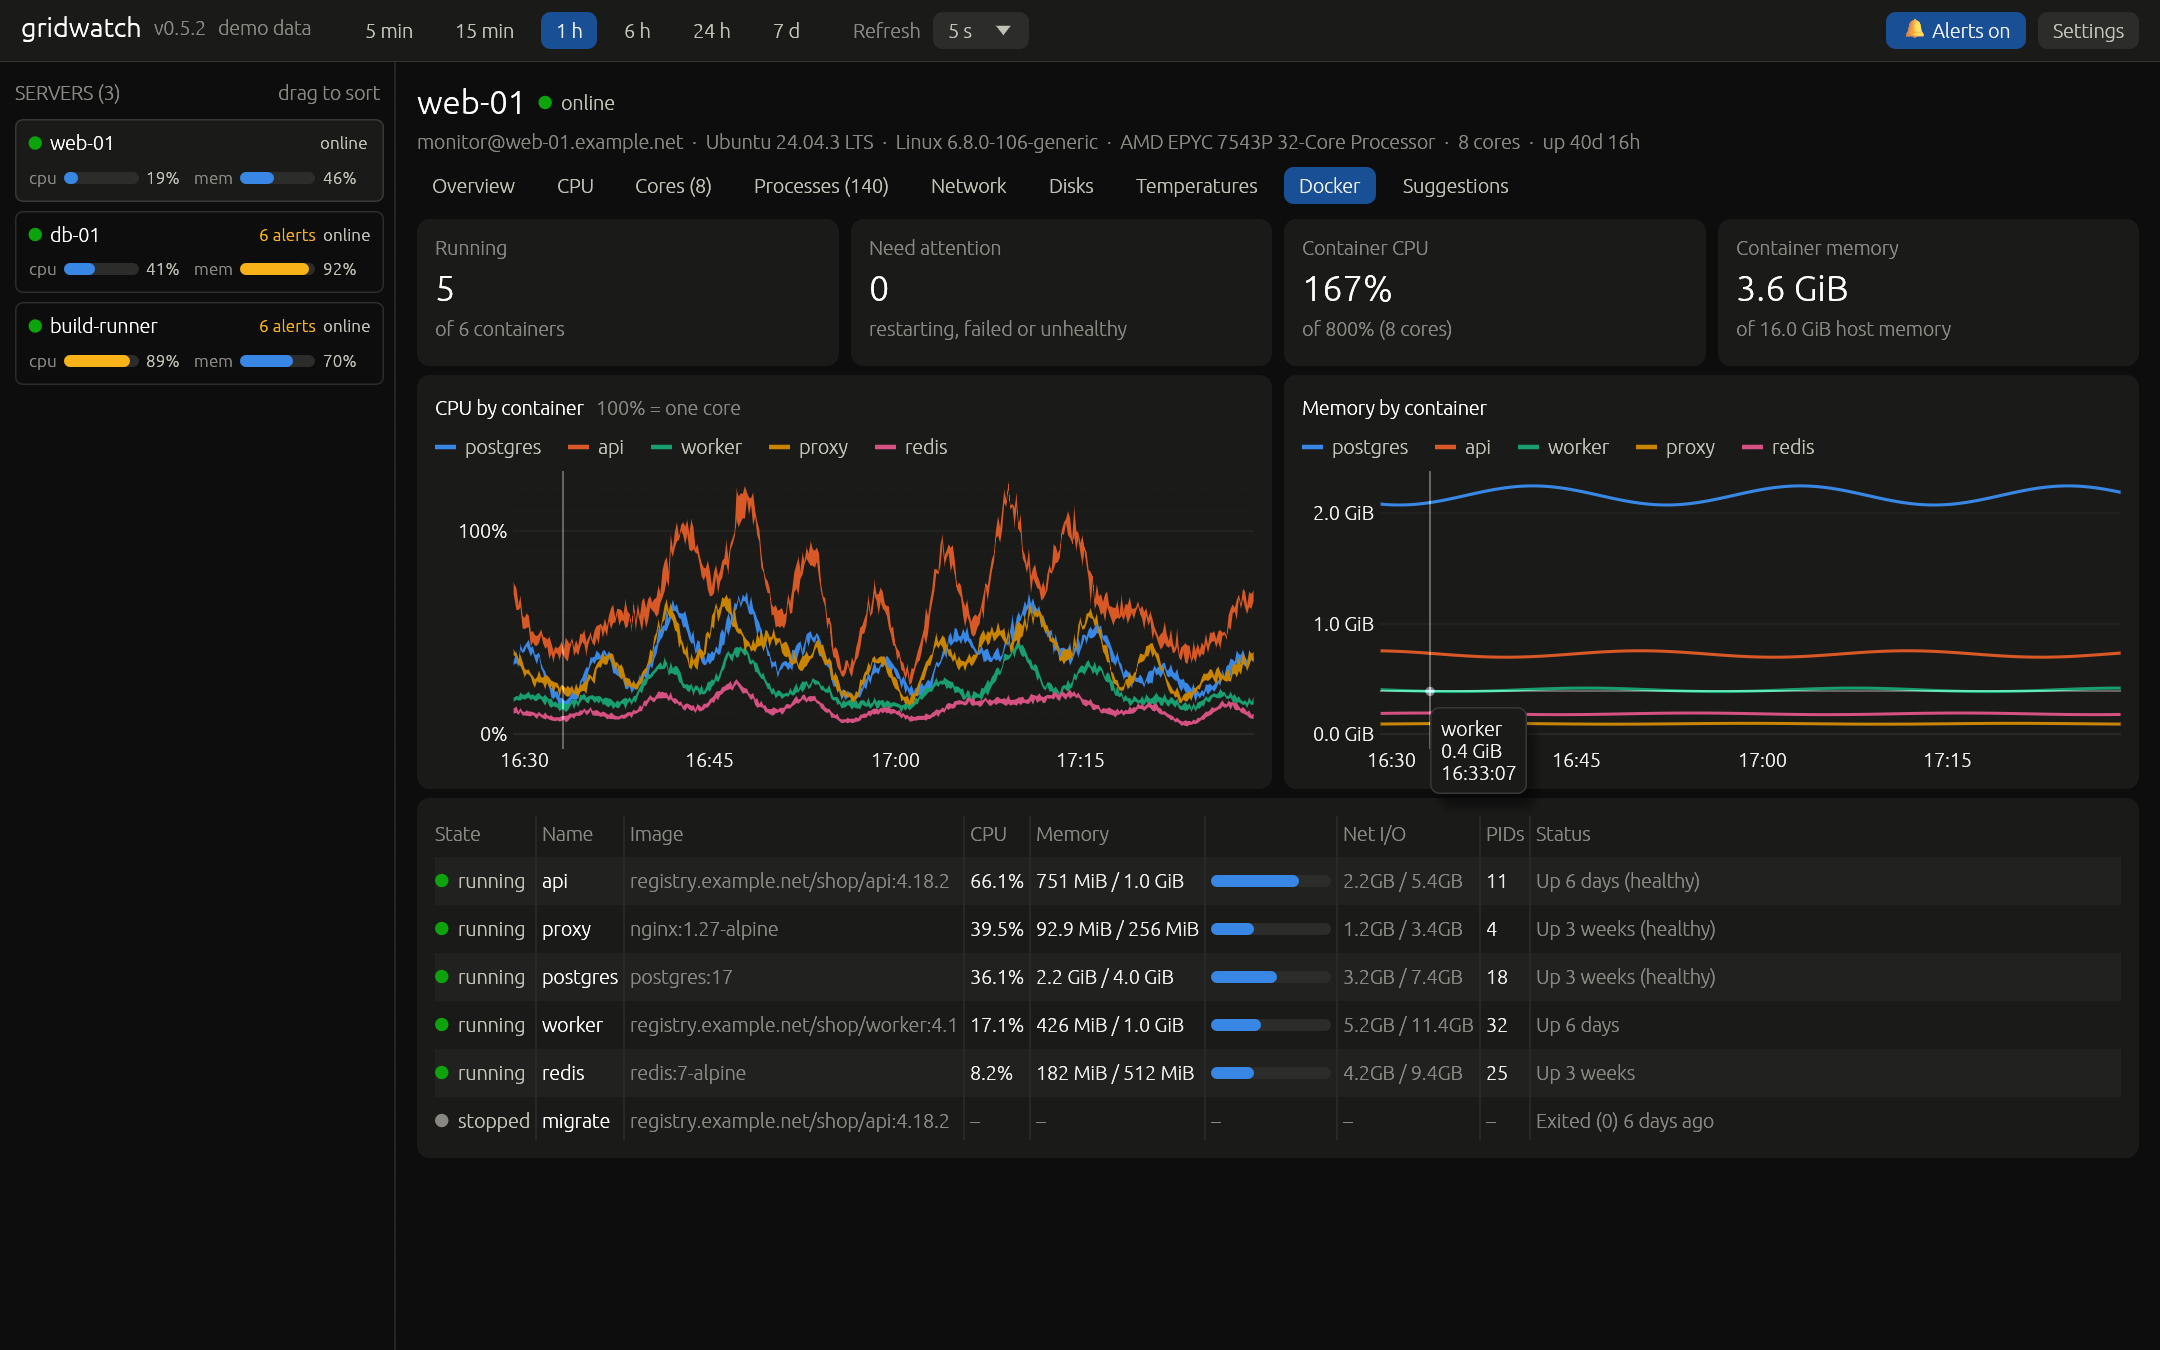 gridwatch v0.5.2 demo data 5 min 15 min 1 h 6 h 24 h 7 d Refresh 5 s Alerts on Settings
SERVERS (3) drag to sort
web-01 online
cpu 19% mem 46%
db-01 6 alerts online
cpu 41% mem 92%
build-runner 6 alerts online
cpu 89% mem 70%
web-01 online
monitor@web-01.example.net · Ubuntu 24.04.3 LTS · Linux 6.8.0-106-generic · AMD EPYC 7543P 32-Core Processor · 8 cores · up 40d 16h
Overview CPU Cores (8) Processes (140) Network Disks Temperatures Docker Suggestions
Running
5
of 6 containers
Need attention
0
restarting, failed or unhealthy
Container CPU
167%
of 800% (8 cores)
Container memory
3.6 GiB
of 16.0 GiB host memory
CPU by container 100% = one core
postgres api worker proxy redis
100%
0%
16:30 16:45 17:00 17:15
Memory by container
postgres api worker proxy redis
2.0 GiB
1.0 GiB
0.0 GiB
16:30 16:45 17:00 17:15
worker
0.4 GiB
16:33:07
State Name Image CPU Memory Net I/O PIDs Status
running api registry.example.net/shop/api:4.18.2 66.1% 751 MiB / 1.0 GiB 2.2GB / 5.4GB 11 Up 6 days (healthy)
running proxy nginx:1.27-alpine 39.5% 92.9 MiB / 256 MiB 1.2GB / 3.4GB 4 Up 3 weeks (healthy)
running postgres postgres:17 36.1% 2.2 GiB / 4.0 GiB 3.2GB / 7.4GB 18 Up 3 weeks (healthy)
running worker registry.example.net/shop/worker:4.1 17.1% 426 MiB / 1.0 GiB 5.2GB / 11.4GB 32 Up 6 days
running redis redis:7-alpine 8.2% 182 MiB / 512 MiB 4.2GB / 9.4GB 25 Up 3 weeks
stopped migrate registry.example.net/shop/api:4.18.2 – – – – – Exited (0) 6 days ago